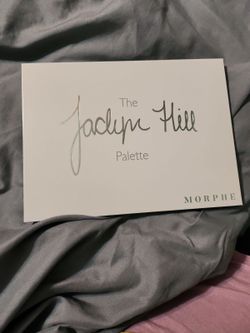 The
Jaclyn Hill
Palette
MORPHE